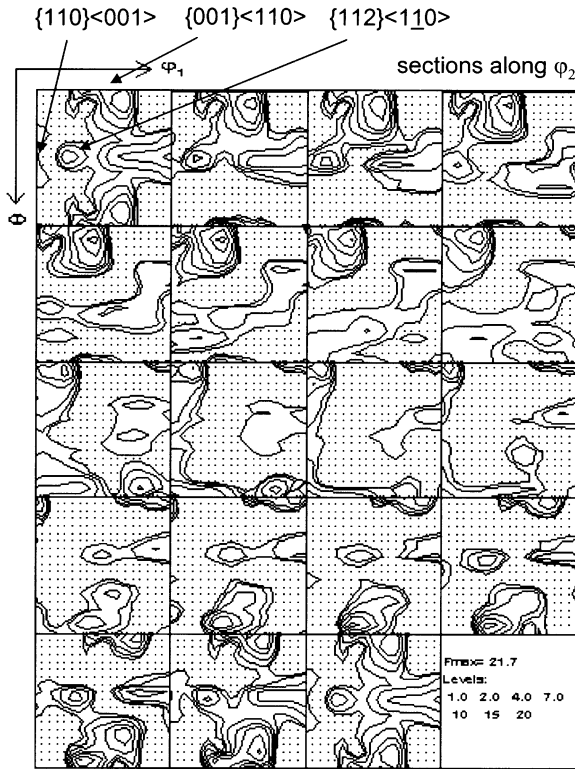 {110}<001> {001}<110> {112}<11̲0>
φ₁
sections along φ₂
θ
Fmax= 21.7
Levels:
1.0 2.0 4.0 7.0
10 15 20